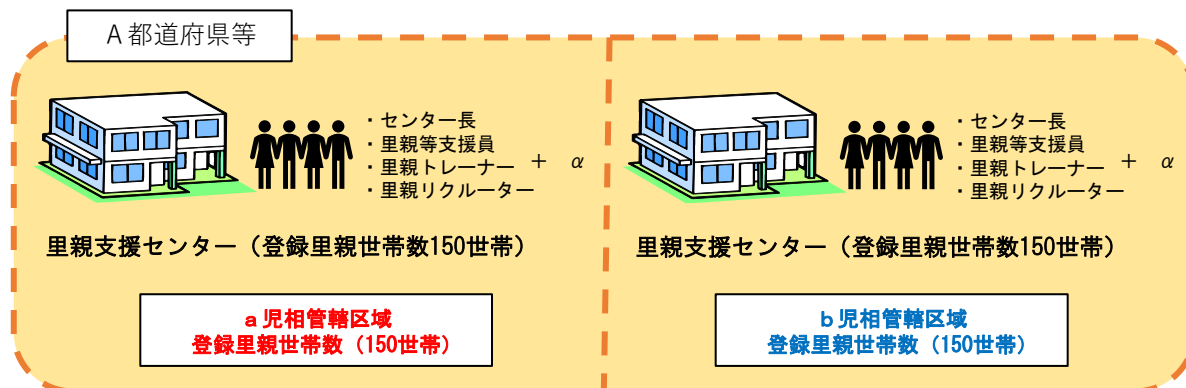 A都道府県等
・センター長
・里親等支援員
・里親トレーナー
・里親リクルーター
+ α
里親支援センター(登録里親世帯数150世帯)
a児相管轄区域
登録里親世帯数(150世帯)
・センター長
・里親等支援員
・里親トレーナー
・里親リクルーター
+ α
里親支援センター(登録里親世帯数150世帯)
b児相管轄区域
登録里親世帯数(150世帯)